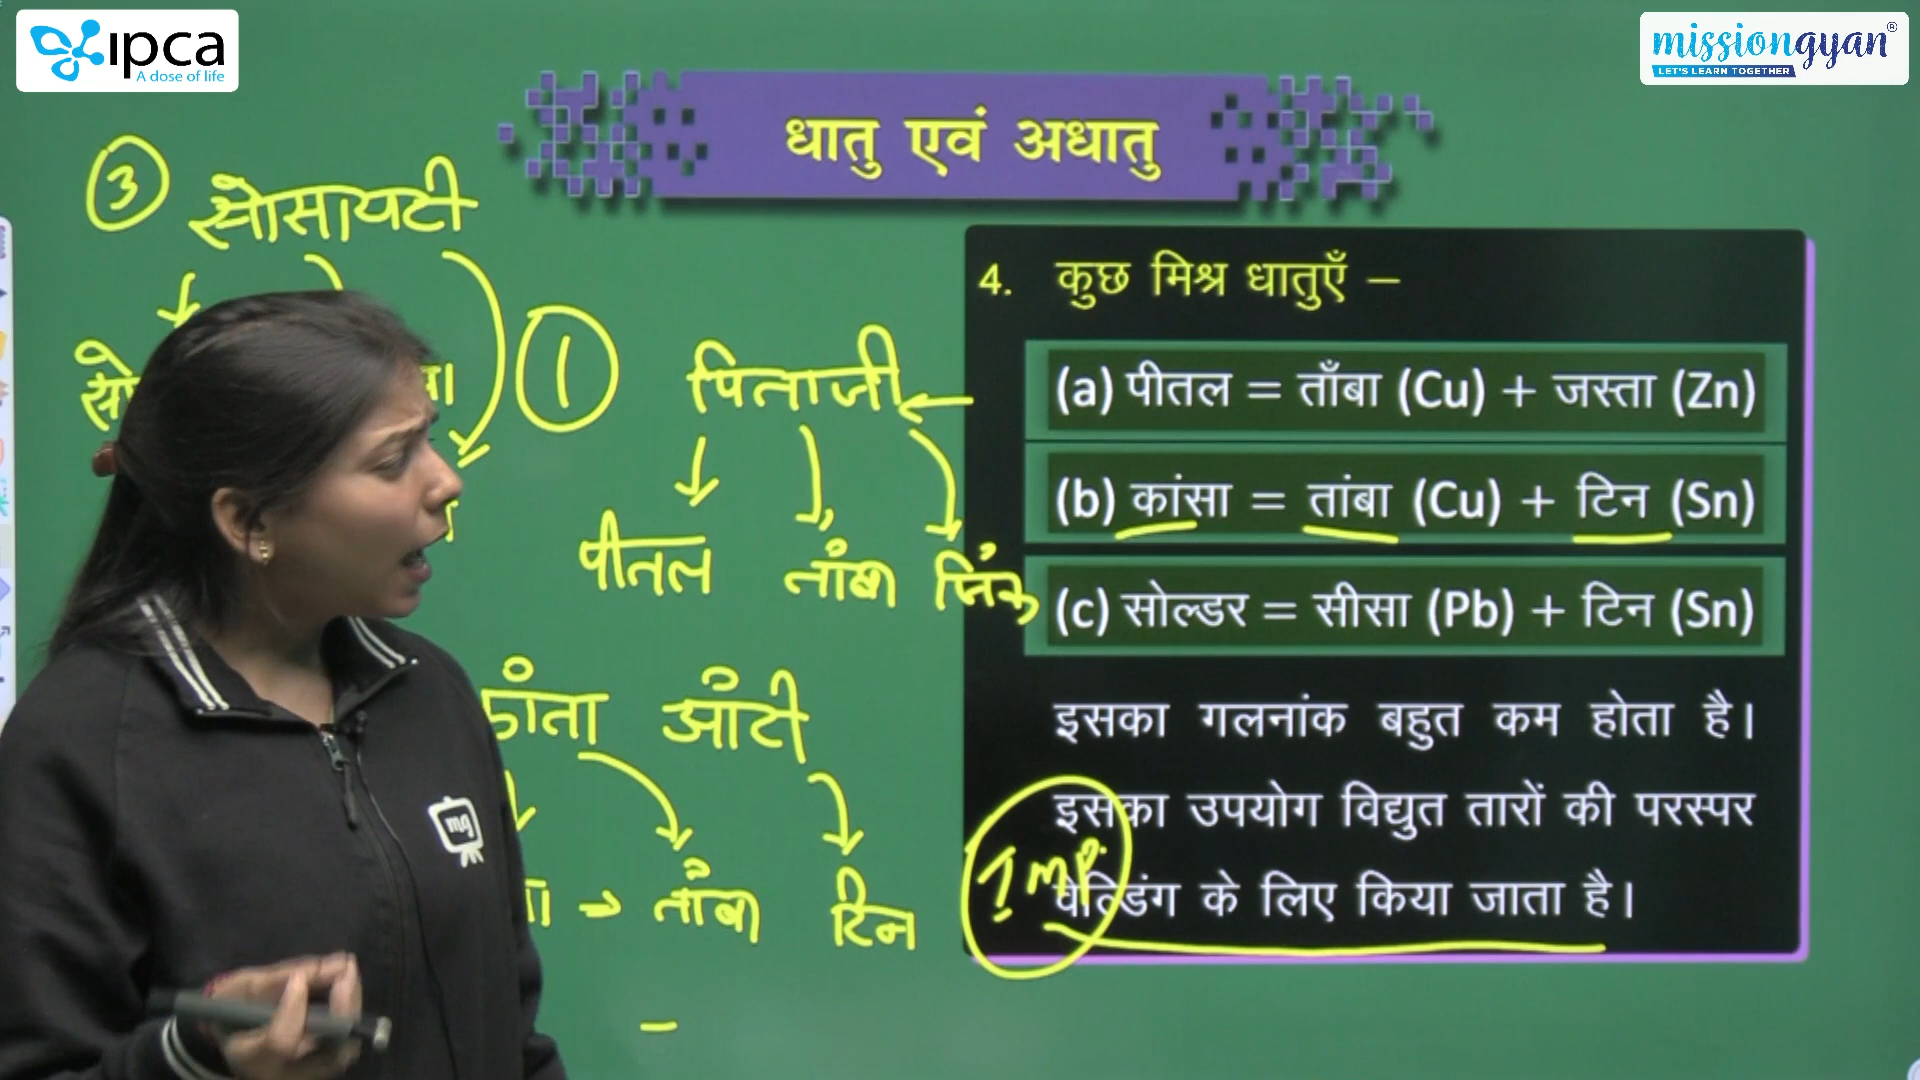 ipca
A dose of life
missiongyan®
LET'S LEARN TOGETHER
धातु एवं अधातु
③ सोसायटी
① पिताजी
पीतल तांबा जिंक
कांता आंटी
→ तांबा टिन
4. कुछ मिश्र धातुएँ –
(a) पीतल = ताँबा (Cu) + जस्ता (Zn)
(b) कांसा = तांबा (Cu) + टिन (Sn)
(c) सोल्डर = सीसा (Pb) + टिन (Sn)
इसका गलनांक बहुत कम होता है।
इसका उपयोग विद्युत तारों की परस्पर
वेल्डिंग के लिए किया जाता है।
Imp.
mg